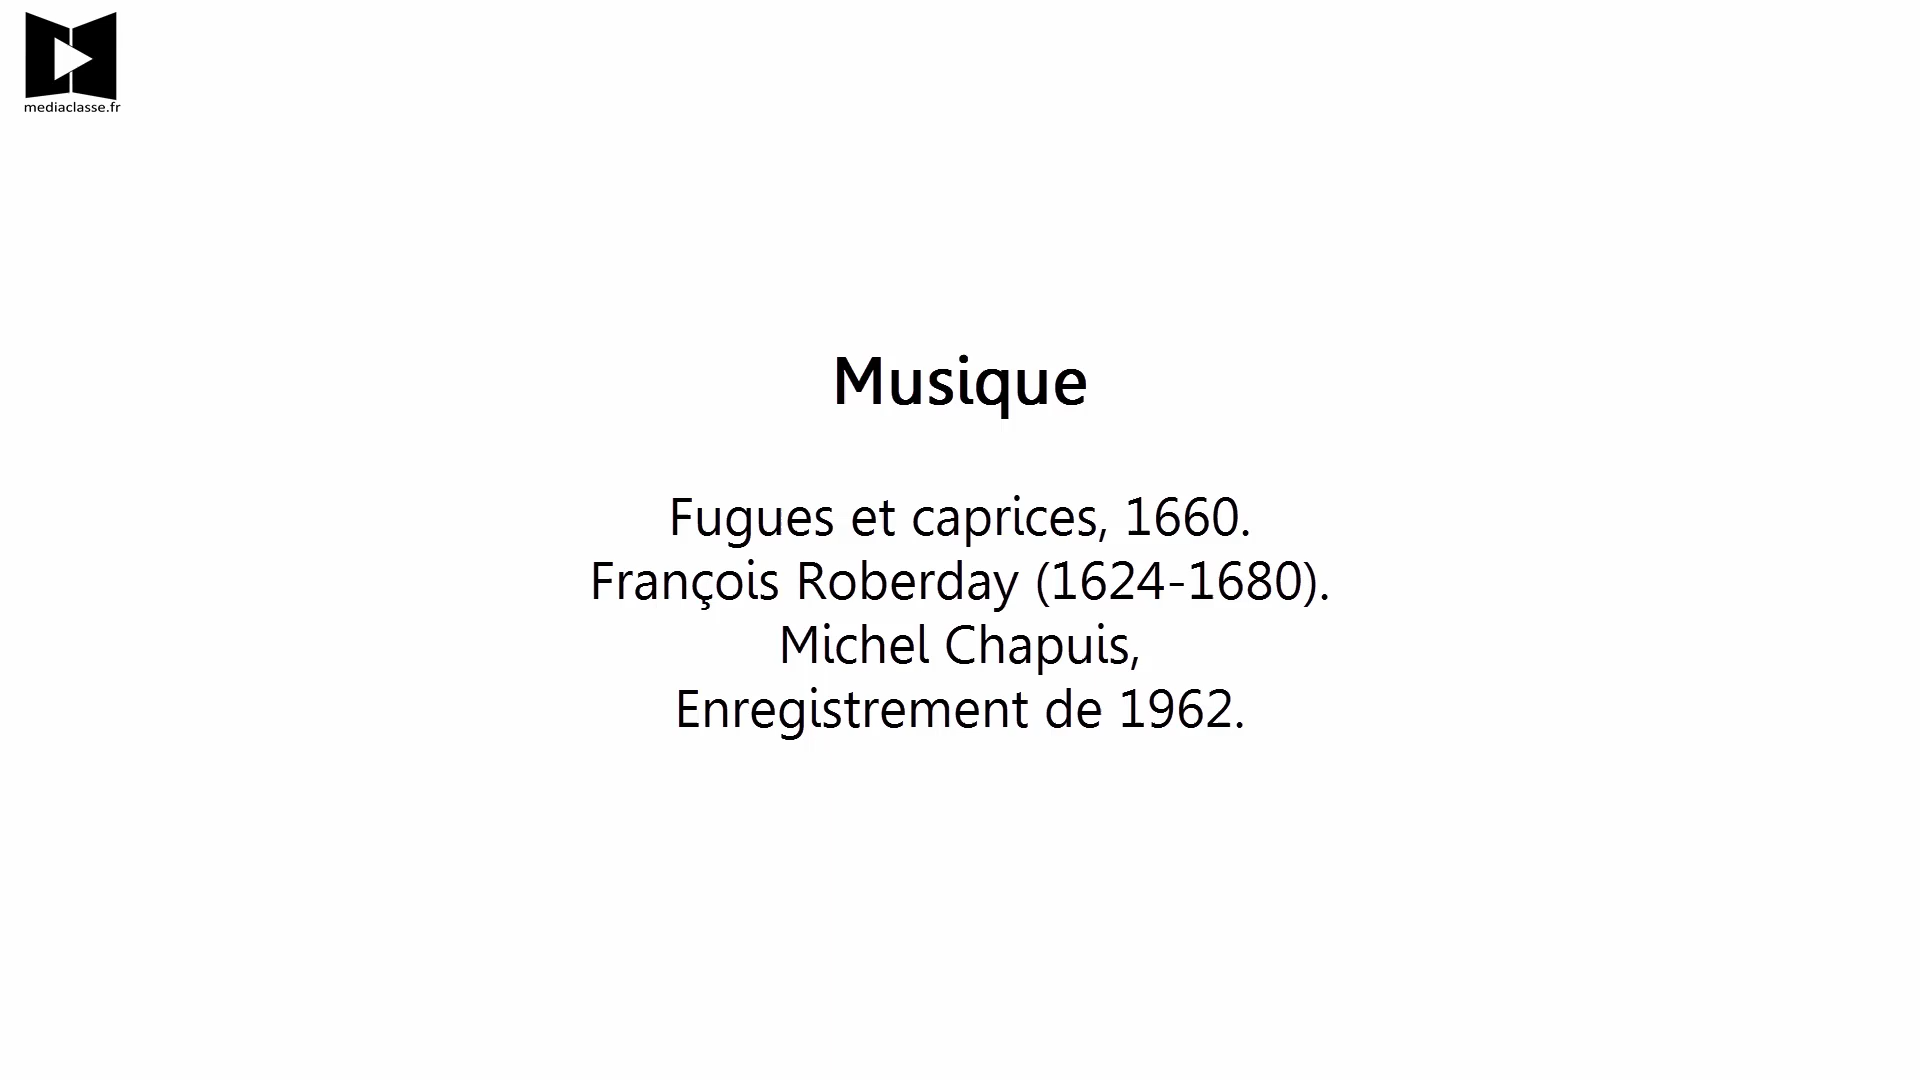 mediaclasse.fr
Musique
Fugues et caprices, 1660.
François Roberday (1624-1680).
Michel Chapuis,
Enregistrement de 1962.